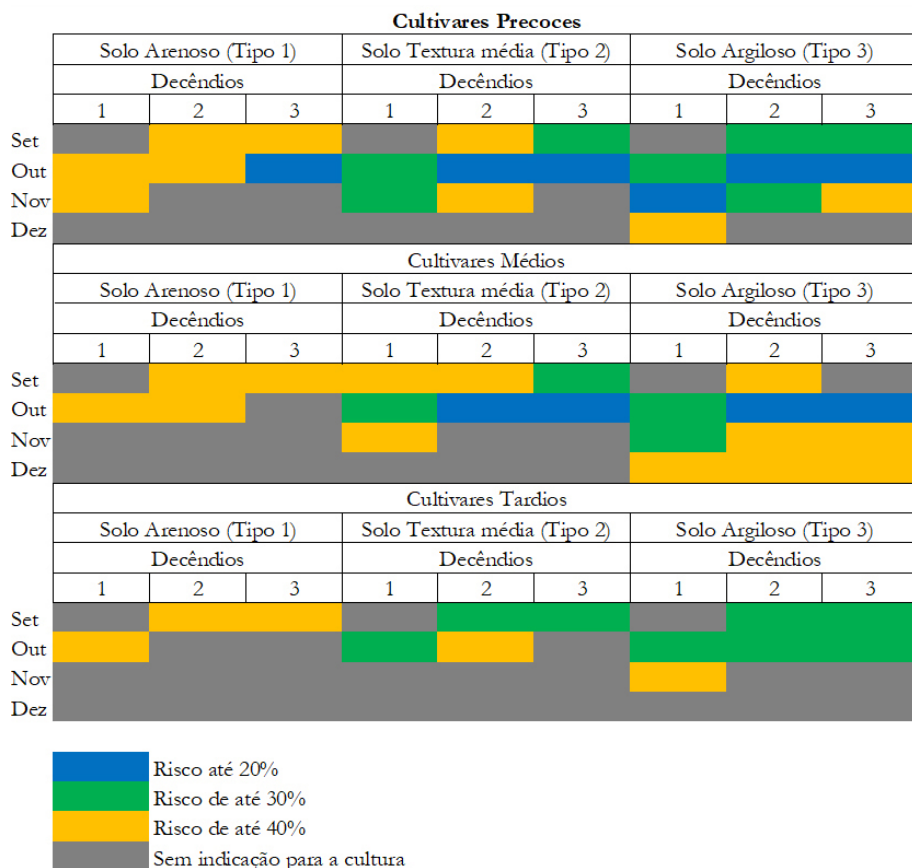 Cultivares Precoces
Solo Arenoso (Tipo 1) Solo Textura média (Tipo 2) Solo Argiloso (Tipo 3)
Decêndios Decêndios Decêndios
1 2 3 1 2 3 1 2 3
Set
Out
Nov
Dez
Cultivares Médios
Solo Arenoso (Tipo 1) Solo Textura média (Tipo 2) Solo Argiloso (Tipo 3)
Decêndios Decêndios Decêndios
1 2 3 1 2 3 1 2 3
Set
Out
Nov
Dez
Cultivares Tardios
Solo Arenoso (Tipo 1) Solo Textura média (Tipo 2) Solo Argiloso (Tipo 3)
Decêndios Decêndios Decêndios
1 2 3 1 2 3 1 2 3
Set
Out
Nov
Dez
Risco até 20%
Risco de até 30%
Risco de até 40%
Sem indicação para a cultura